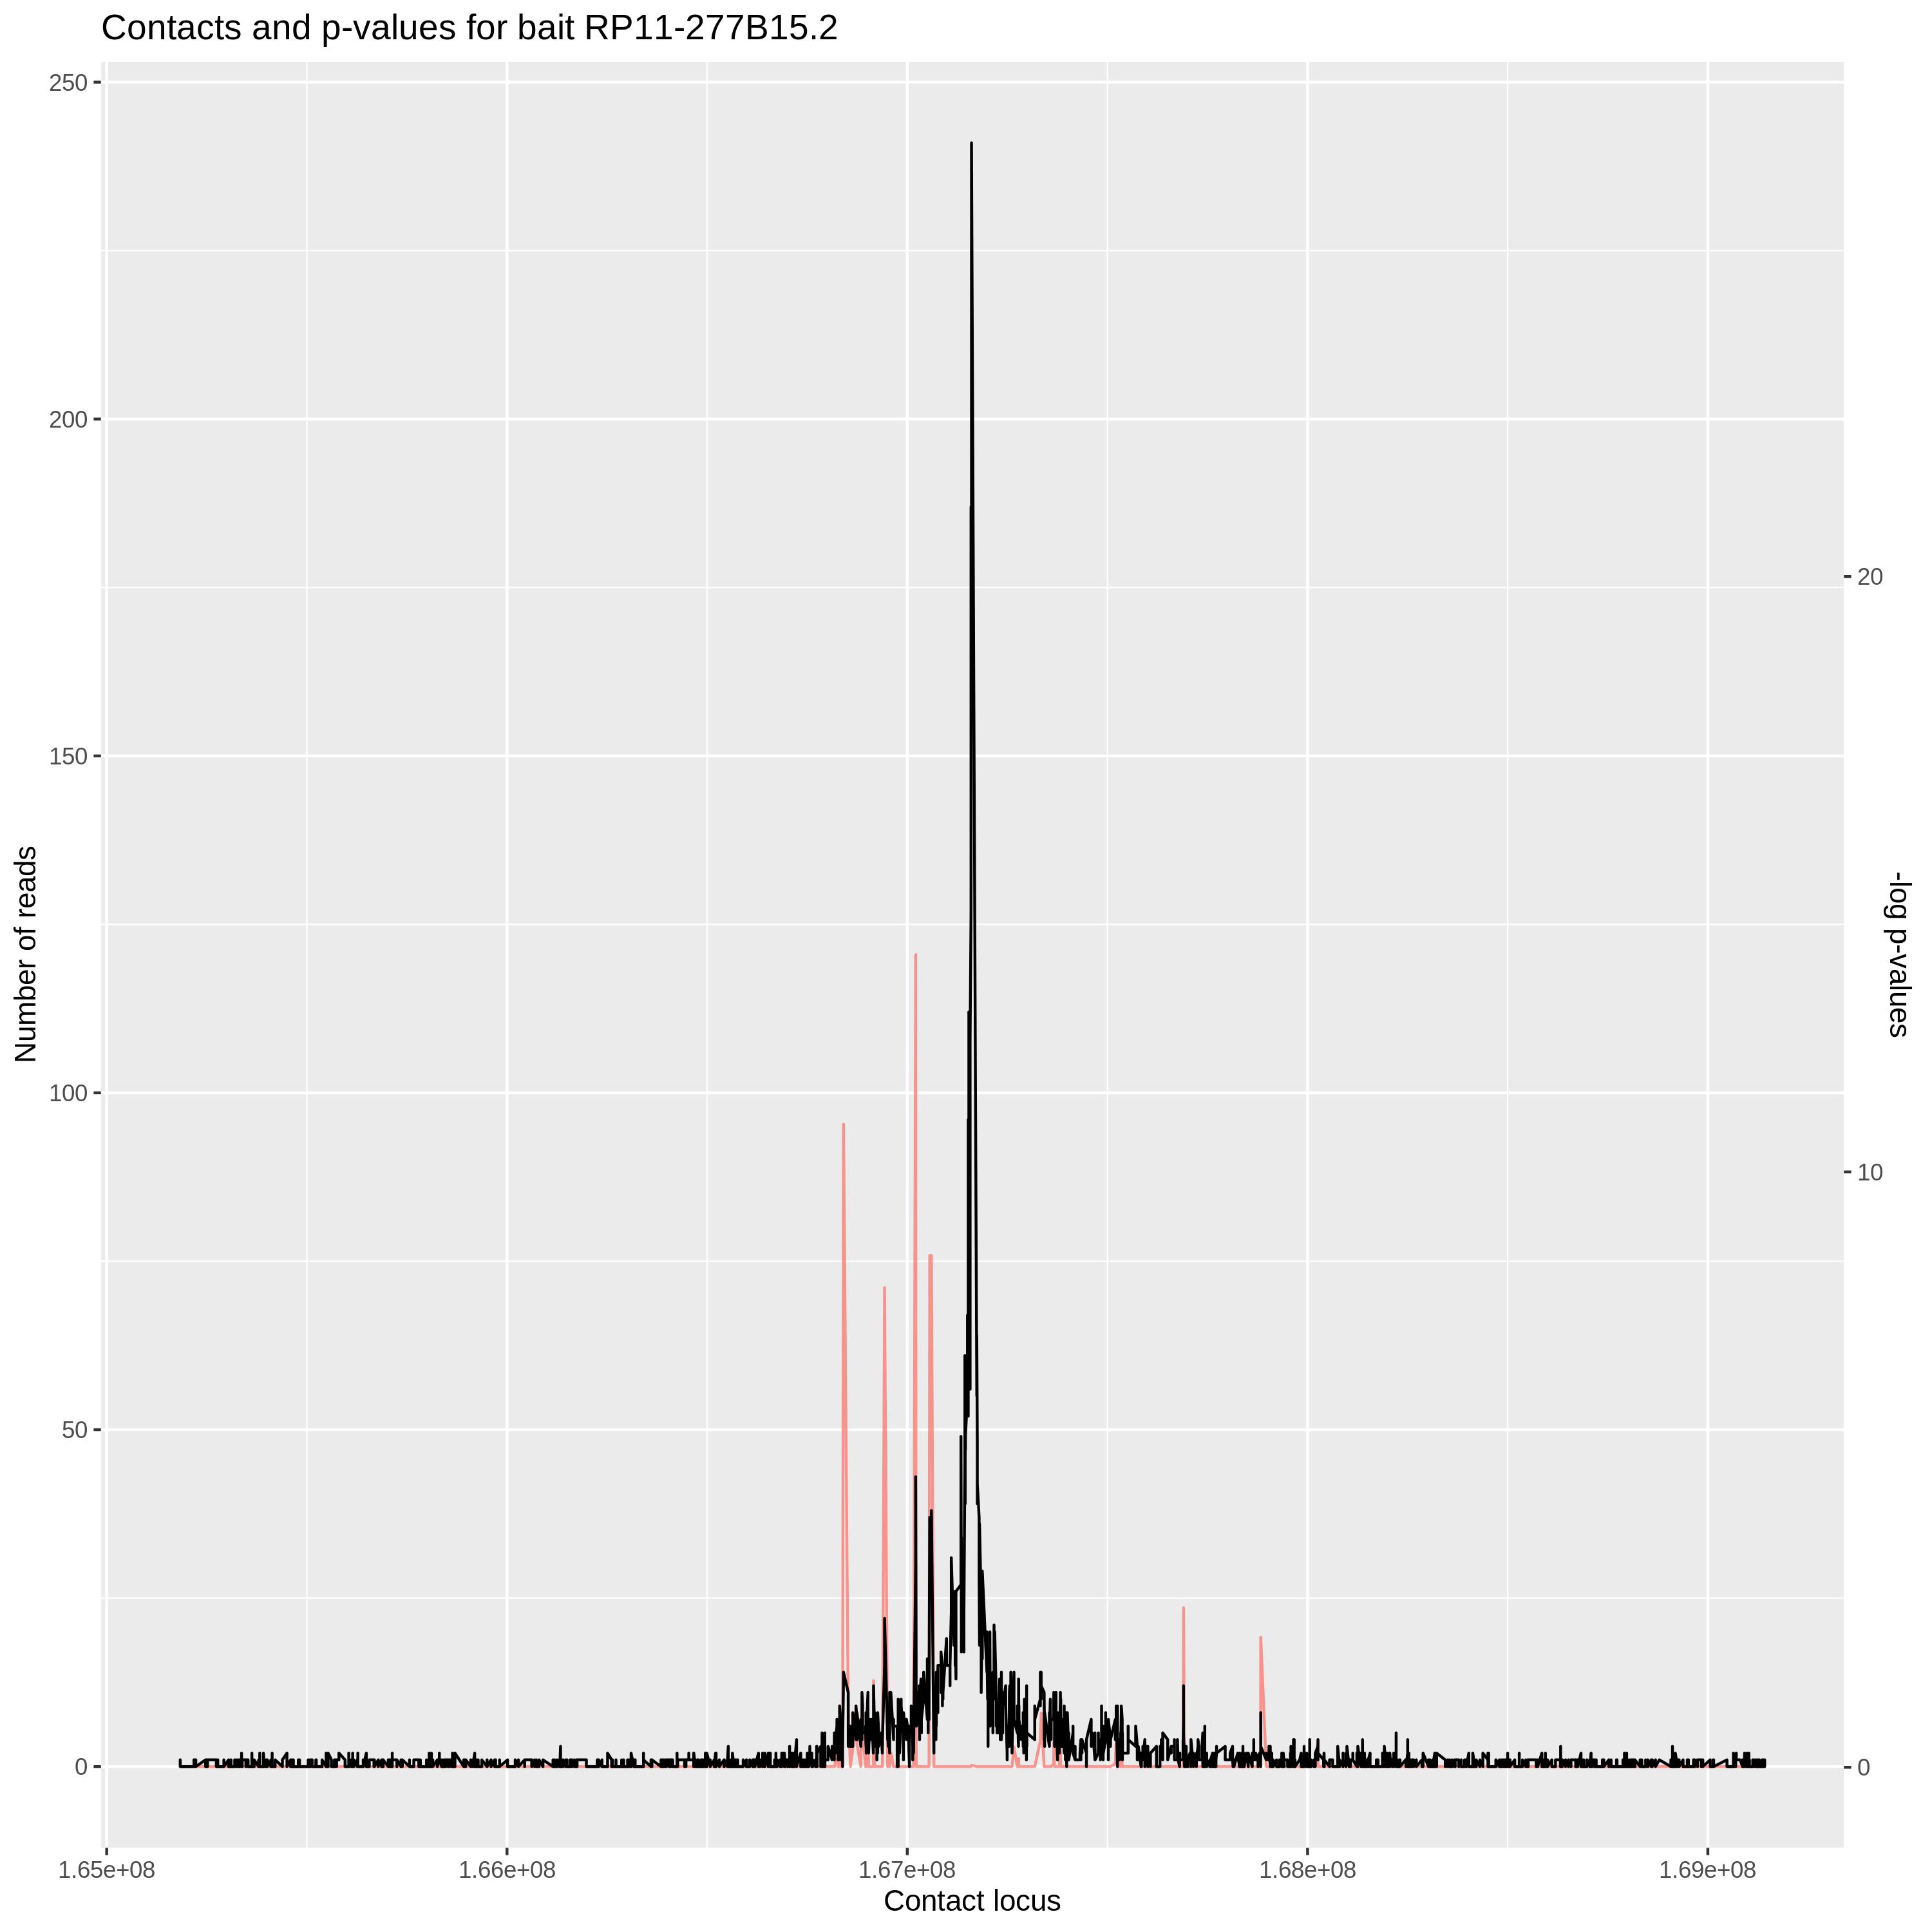 Contacts and p-values for bait RP11-277B15.2
250
200
150
100
50
0
Number of reads
20
10
0
-log p-values
1.65e+08
1.66e+08
1.67e+08
1.68e+08
1.69e+08
Contact locus